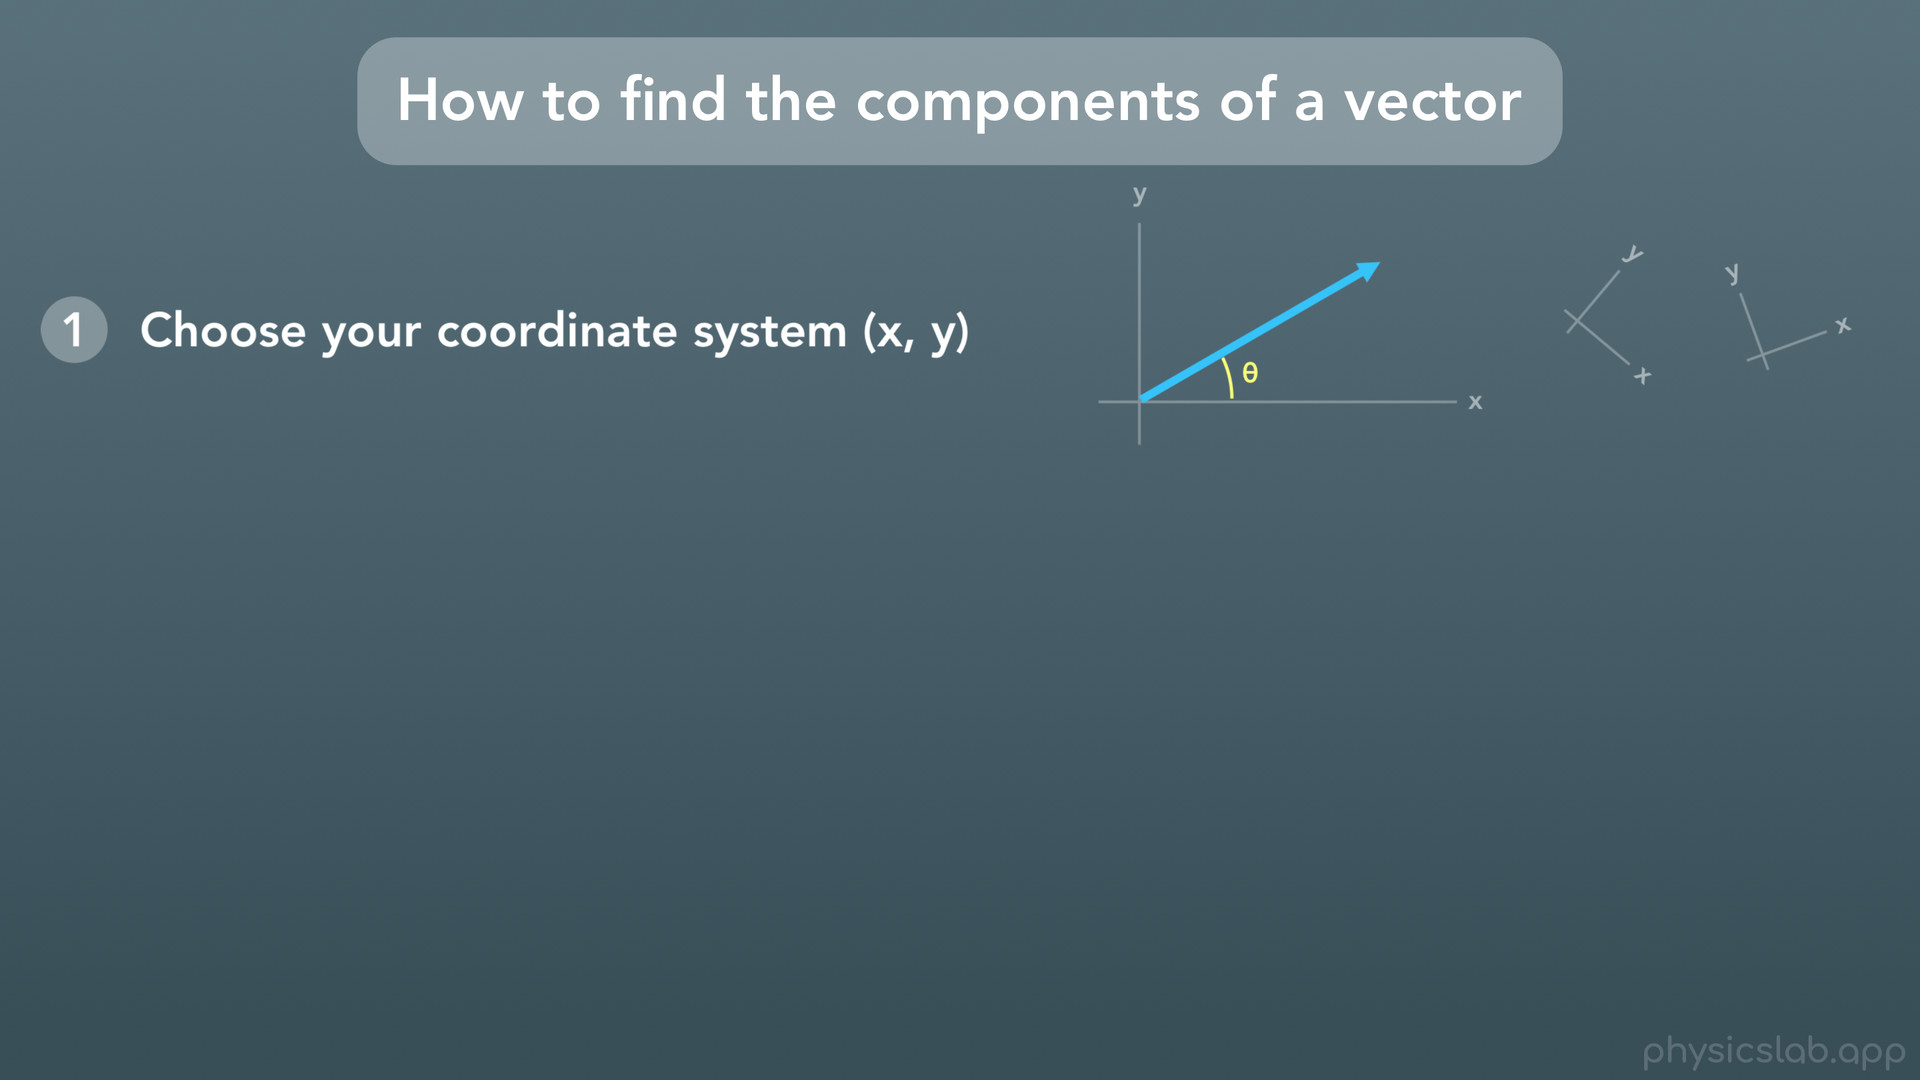 How to find the components of a vector
1 Choose your coordinate system (x, y)
y
θ
x
y
x
y
x
physicslab.app